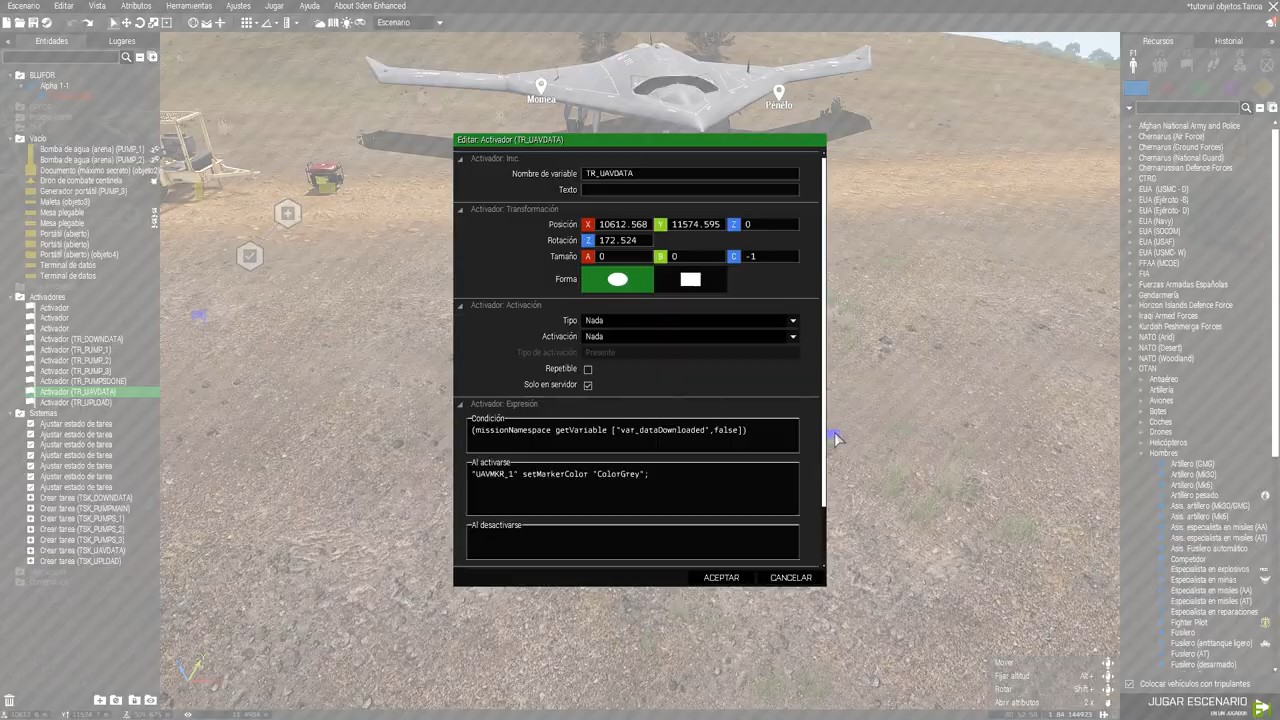 Escenario Editar Vista Atributos Herramientas Ajustes Jugar Ayuda About 3den Enhanced *tutorial objetos.Tanoa
Escenario
Entidades Lugares
BLUFOR
Alpha 1-1
Vacío
Bomba de agua (arena) (PUMP_1)
Bomba de agua (arena) (PUMP_2)
Documento (máximo secreto) (objeto2
Dron de combate centinela
Generador portátil (PUMP_3)
Maleta (objeto3)
Mesa plegable
Mesa plegable
Portátil (abierto)
Portátil (abierto)
Portátil (abierto) (objeto4)
Terminal de datos
Terminal de datos
Activadores
Activador
Activador
Activador
Activador (TR_DOWNDATA)
Activador (TR_PUMP_1)
Activador (TR_PUMP_2)
Activador (TR_PUMP_3)
Activador (TR_PUMPSDONE)
Activador (TR_UAVDATA)
Activador (TR_UPLOAD)
Sistemas
Ajustar estado de tarea
Ajustar estado de tarea
Ajustar estado de tarea
Ajustar estado de tarea
Ajustar estado de tarea
Ajustar estado de tarea
Ajustar estado de tarea
Crear tarea (TSK_DOWNDATA)
Crear tarea (TSK_PUMPMAIN)
Crear tarea (TSK_PUMPS_1)
Crear tarea (TSK_PUMPS_2)
Crear tarea (TSK_PUMPS_3)
Crear tarea (TSK_UAVDATA)
Crear tarea (TSK_UPLOAD)
Momea
Pénélo
Editar: Activador (TR_UAVDATA)
Activador: Inic.
Nombre de variable TR_UAVDATA
Texto
Activador: Transformación
Posición X 10612.568 Y 11574.595 Z 0
Rotación Z 172.524
Tamaño A 0 B 0 C -1
Forma
Activador: Activación
Tipo Nada
Activación Nada
Tipo de activación Presente
Repetible
Solo en servidor
Activador: Expresión
Condición
(missionNamespace getVariable ["var_dataDownloaded",false])
Al activarse
"UAVMKR_1" setMarkerColor "ColorGrey";
Al desactivarse
ACEPTAR CANCELAR
Recursos Historial
F1 F2 F3 F4 F5 F6
Afghan National Army and Police
Chernarus (Airforce)
Chernarus (Ground Forces)
Chernarus (National Guard)
Chernarussian Defence Forces
CTRG
EUA (USMC - D)
EUA (Ejército -B)
EUA (Ejército- D)
EUA (Navy)
EUA (SOCOM)
EUA (USAF)
EUA (USMC- W)
FFAA (MCOE)
FIA
Fuerzas Armadas Españolas
Gendarmería
Horcon Islands Defence Force
Iraqi Armed Forces
Kurdish Peshmerga Forces
NATO (Arid)
NATO (Desert)
NATO (Woodland)
OTAN
Antiaéreo
Artillería
Aviones
Botes
Coches
Drones
Helicópteros
Hombres
Artillero (GMG)
Artillero (Mk30)
Artillero (Mk6)
Artillero pesado
Asis. artillero (Mk30/GMG)
Asis. artillero (Mk6)
Asis. especialista en misiles (AA)
Asis. especialista en misiles (AT)
Asis. Fusilero automático
Competidor
Especialista en explosivos
Especialista en minas
Especialista en misiles (AA)
Especialista en misiles (AT)
Especialista en reparaciones
Fighter Pilot
Fusilero
Fusilero (antitanque ligero)
Fusilero (AT)
Fusilero (desarmado)
Colocar vehículos con tripulantes
JUGAR ESCENARIO
EN UN JUGADOR
Mover
Fijar altitud Alt +
Rotar Shift +
Abrir atributos 2 x